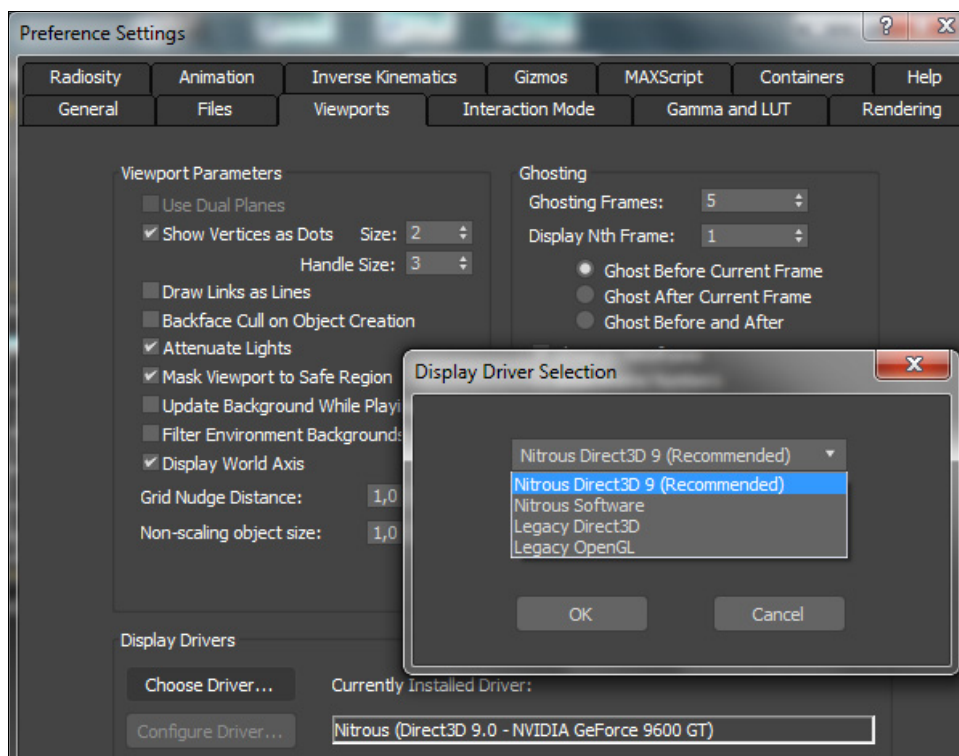 Preference Settings
Radiosity Animation Inverse Kinematics Gizmos MAXScript Containers Help
General Files Viewports Interaction Mode Gamma and LUT Rendering
Viewport Parameters
Use Dual Planes
Show Vertices as Dots Size: 2
Handle Size: 3
Draw Links as Lines
Backface Cull on Object Creation
Attenuate Lights
Mask Viewport to Safe Region
Update Background While Playi
Filter Environment Backgrounds
Display World Axis
Grid Nudge Distance: 1,0
Non-scaling object size: 1,0
Ghosting
Ghosting Frames: 5
Display Nth Frame: 1
Ghost Before Current Frame
Ghost After Current Frame
Ghost Before and After
Display Driver Selection
Nitrous Direct3D 9 (Recommended)
Nitrous Direct3D 9 (Recommended)
Nitrous Software
Legacy Direct3D
Legacy OpenGL
OK Cancel
Display Drivers
Choose Driver... Currently Installed Driver:
Configure Driver... Nitrous (Direct3D 9.0 - NVIDIA GeForce 9600 GT)